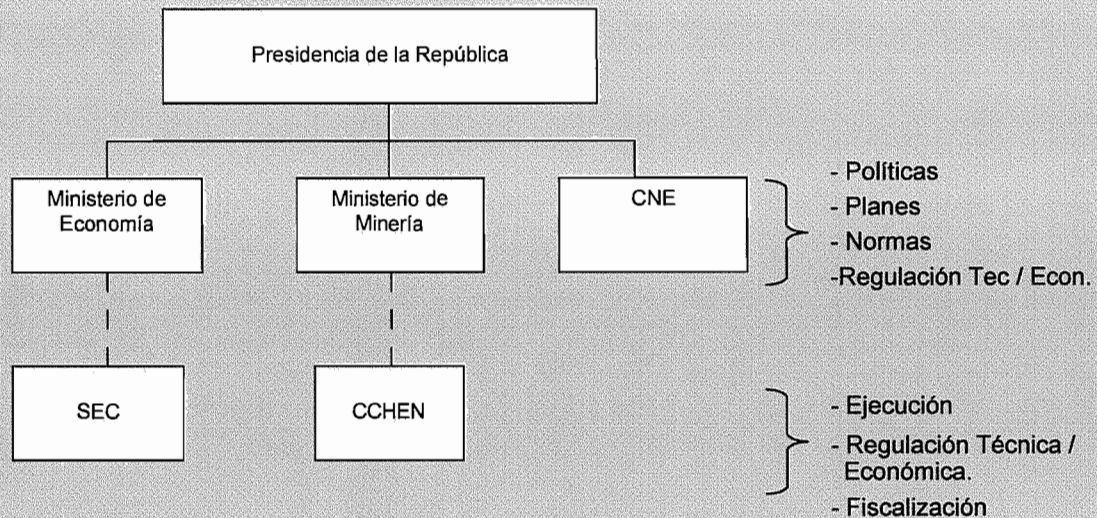 Presidencia de la República
Ministerio de
Economía
Ministerio de
Minería
CNE
- Políticas
- Planes
- Normas
-Regulación Tec / Econ.
SEC
CCHEN
- Ejecución
- Regulación Técnica /
Económica.
- Fiscalización